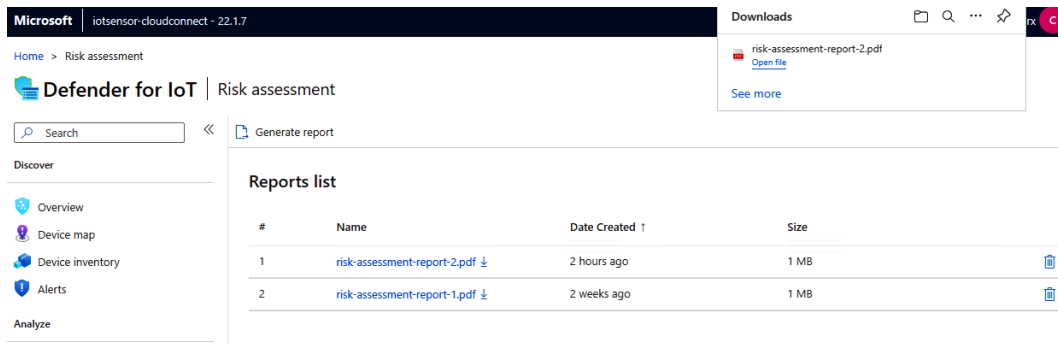 Microsoft iotsensor-cloudconnect - 22.1.7
Downloads
rx C
risk-assessment-report-2.pdf
Open file
See more
Home > Risk assessment
Defender for IoT Risk assessment
Search
Generate report
Discover
Overview
Device map
Device inventory
Alerts
Analyze
Reports list
# Name Date Created ↑ Size
1 risk-assessment-report-2.pdf 2 hours ago 1 MB
2 risk-assessment-report-1.pdf 2 weeks ago 1 MB